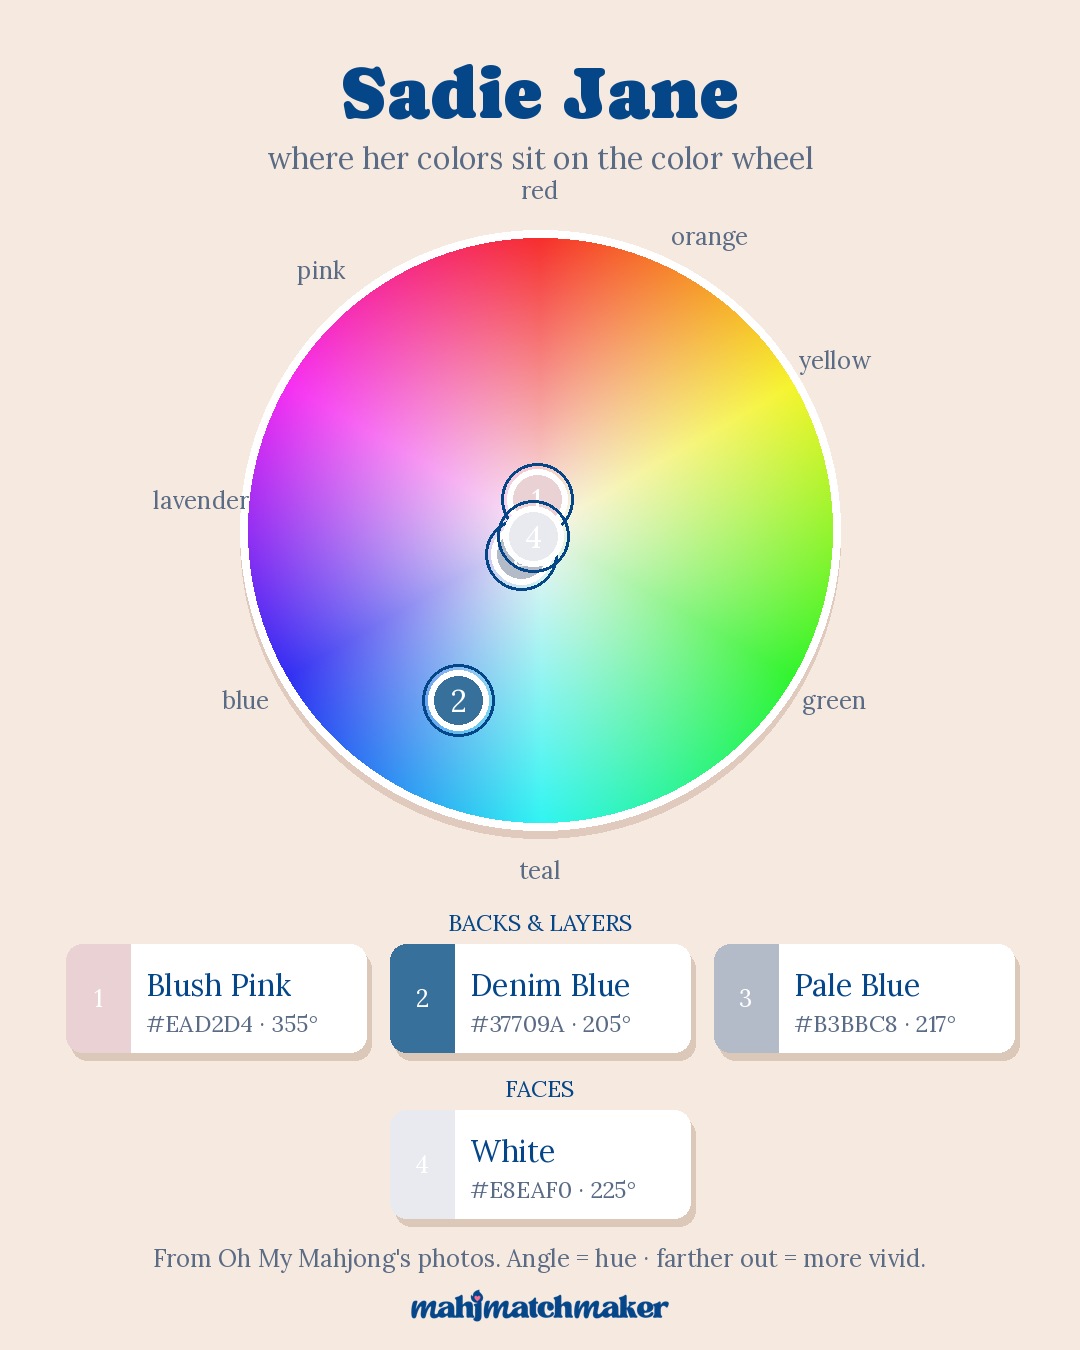 Sadie Jane
where her colors sit on the color wheel
red
orange
pink
yellow
lavender
1
4
blue
2
green
teal
BACKS & LAYERS
1
Blush Pink
#EAD2D4 · 355°
2
Denim Blue
#37709A · 205°
3
Pale Blue
#B3BBC8 · 217°
FACES
4
White
#E8EAF0 · 225°
From Oh My Mahjong's photos. Angle = hue · farther out = more vivid.
mahjmatchmaker